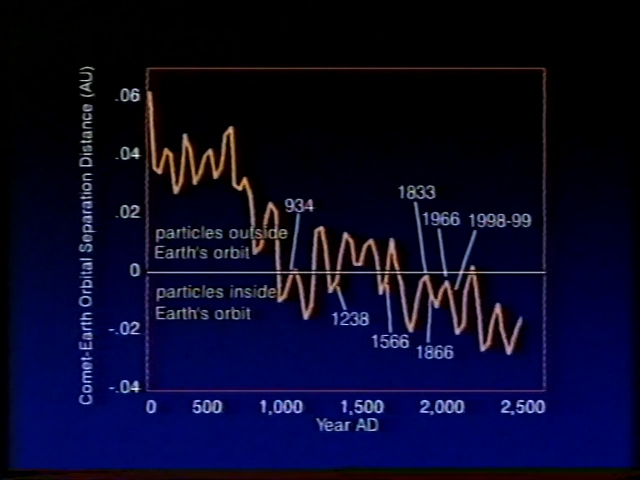 Comet-Earth Orbital Separation Distance (AU)
.06
.04
.02
0
-.02
-.04
particles outside
Earth's orbit
particles inside
Earth's orbit
934
1238
1566
1833
1866
1966
1998-99
0 500 1,000 1,500 2,000 2,500
Year AD